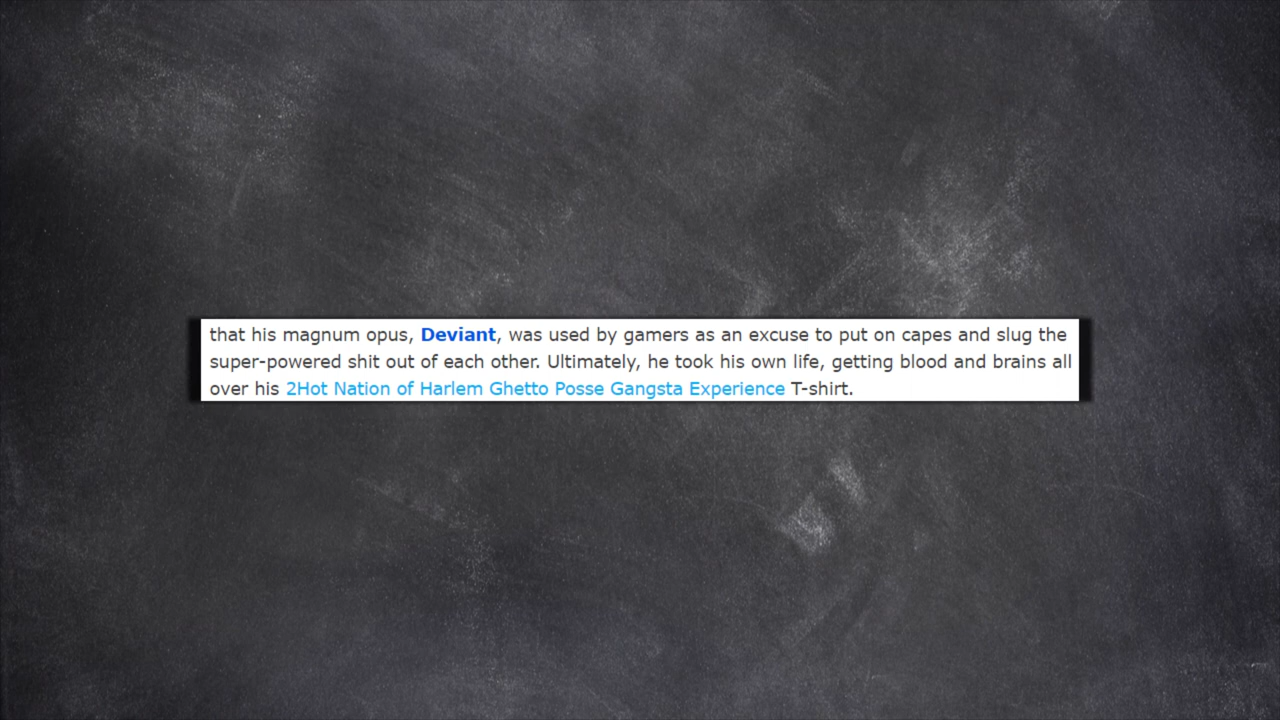 that his magnum opus, Deviant, was used by gamers as an excuse to put on capes and slug the
super-powered shit out of each other. Ultimately, he took his own life, getting blood and brains all
over his 2Hot Nation of Harlem Ghetto Posse Gangsta Experience T-shirt.